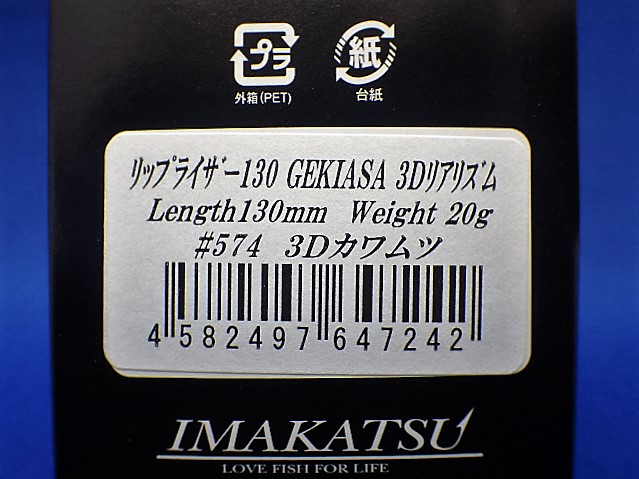 プラ 紙
外箱(PET) 台紙
リップライザー130 GEKIASA 3Dリアリズム
Length130mm Weight 20g
#574 3Dカワムツ
4 582497 647242
IMAKATSU
LOVE FISH FOR LIFE